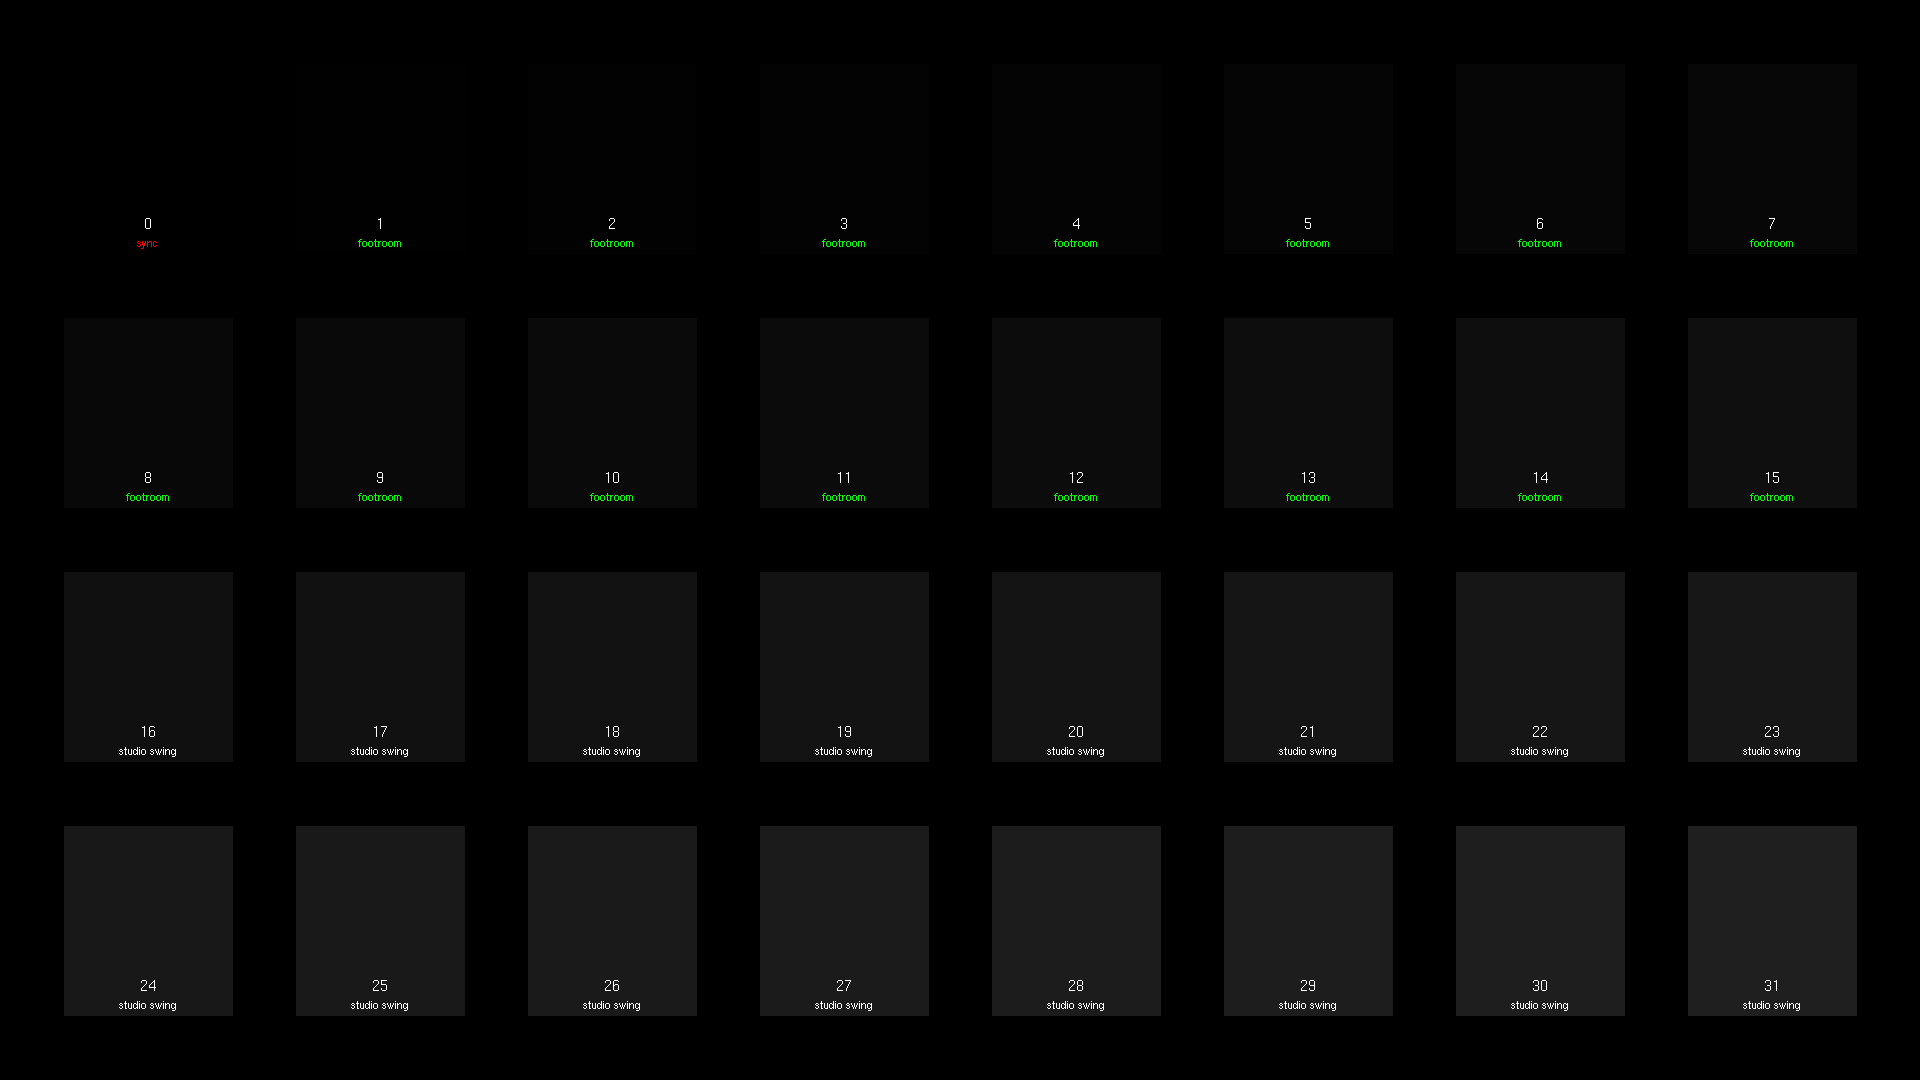 0 1 2 3 4 5 6 7
sync footroom footroom footroom footroom footroom footroom footroom
8 9 10 11 12 13 14 15
footroom footroom footroom footroom footroom footroom footroom footroom
16 17 18 19 20 21 22 23
studio swing studio swing studio swing studio swing studio swing studio swing studio swing studio swing
24 25 26 27 28 29 30 31
studio swing studio swing studio swing studio swing studio swing studio swing studio swing studio swing